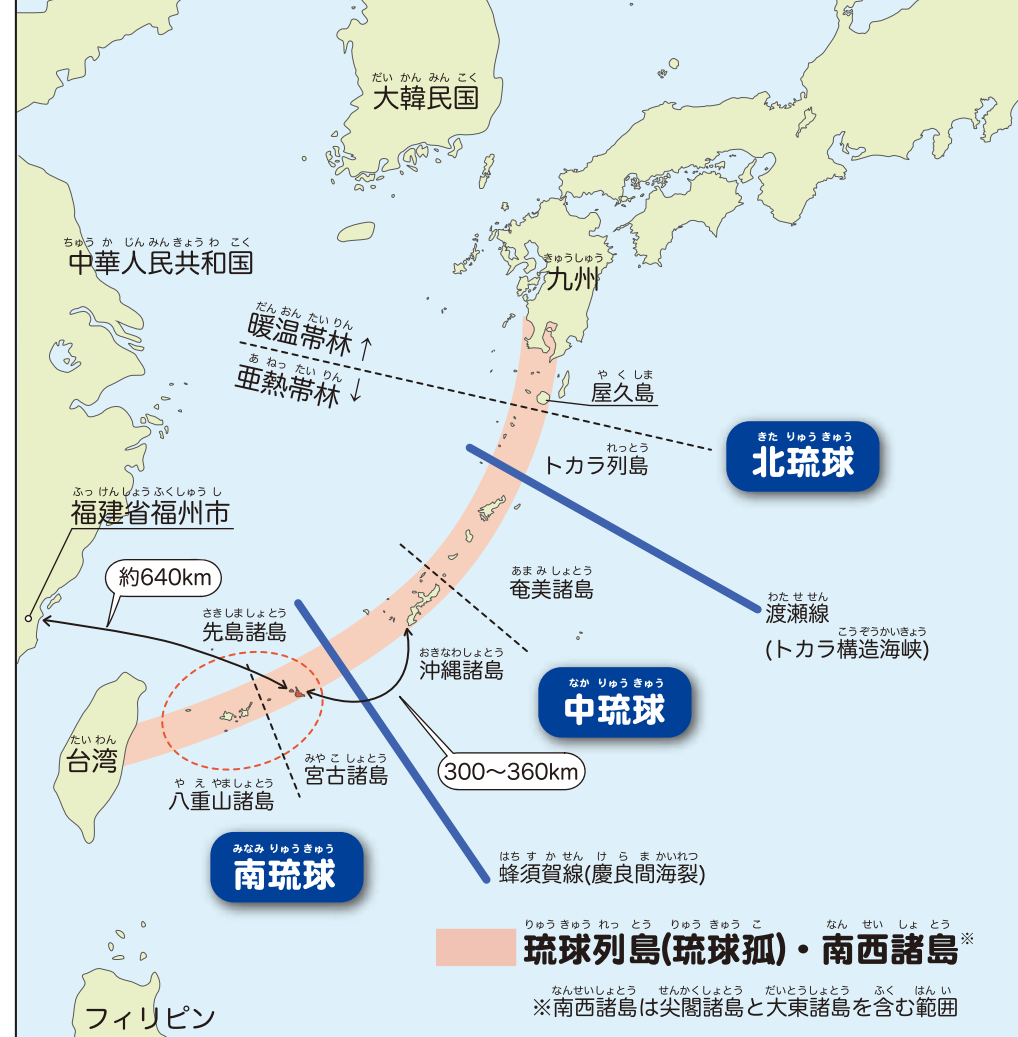 だい かん みん こく
大韓民国
ちゅう か じん みん きょう わ こく
中華人民共和国
きゅうしゅう
九州
だん おん たい りん
暖温帯林↑
あ ねっ たい りん
亜熱帯林↓
や く しま
屋久島
きた りゅう きゅう
北琉球
れっとう
トカラ列島
ふっ けん しょう ふくしゅう し
福建省福州市
約640km
あま み しょとう
奄美諸島
わた せ せん
渡瀬線
こうぞうかいきょう
(トカラ構造海峡)
さきしましょとう
先島諸島
おきなわしょとう
沖縄諸島
なか りゅう きゅう
中琉球
たい わん
台湾
みや こ しょとう
宮古諸島
300〜360km
や え やましょとう
八重山諸島
みなみ りゅう きゅう
南琉球
はち す か せん け ら ま かいれつ
蜂須賀線(慶良間海裂)
りゅう きゅう れっ とう りゅう きゅう こ なん せい しょ とう
琉球列島(琉球孤)・南西諸島※
なんせいしょとう せんかくしょとう だいとうしょとう ふく はん い
※南西諸島は尖閣諸島と大東諸島を含む範囲
フィリピン